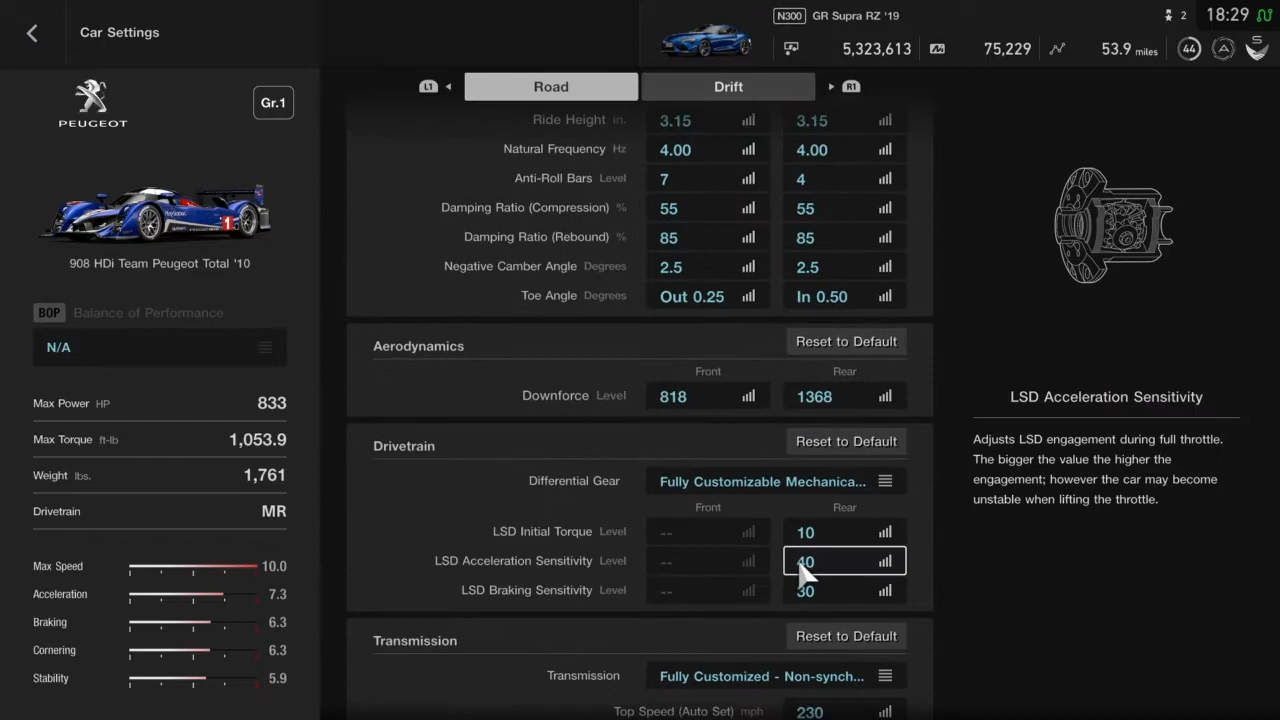 Car Settings
N300 GR Supra RZ '19
2 18:29
5,323,613 75,229 53.9 miles 44 A S
PEUGEOT
Gr.1
PlayStation
1
908 HDi Team Peugeot Total '10
BOP Balance of Performance
N/A
Max Power HP 833
Max Torque ft-lb 1,053.9
Weight lbs. 1,761
Drivetrain MR
Max Speed 10.0
Acceleration 7.3
Braking 6.3
Cornering 6.3
Stability 5.9
L1 Road Drift R1
Ride Height in. 3.15 3.15
Natural Frequency Hz 4.00 4.00
Anti-Roll Bars Level 7 4
Damping Ratio (Compression) % 55 55
Damping Ratio (Rebound) % 85 85
Negative Camber Angle Degrees 2.5 2.5
Toe Angle Degrees Out 0.25 In 0.50
Aerodynamics Reset to Default
Front Rear
Downforce Level 818 1368
Drivetrain Reset to Default
Differential Gear Fully Customizable Mechanica...
Front Rear
LSD Initial Torque Level -- 10
LSD Acceleration Sensitivity Level -- 40
LSD Braking Sensitivity Level -- 30
Transmission Reset to Default
Transmission Fully Customized - Non-synch...
Top Speed (Auto Set) mph 230
LSD Acceleration Sensitivity
Adjusts LSD engagement during full throttle.
The bigger the value the higher the
engagement; however the car may become
unstable when lifting the throttle.